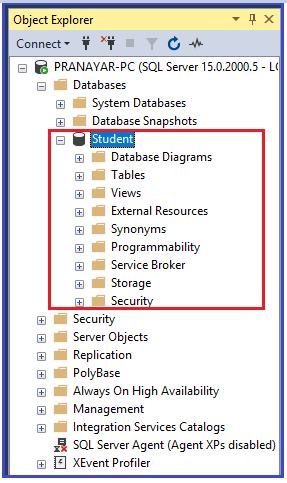 Object Explorer
Connect
PRANAYAR-PC (SQL Server 15.0.2000.5 - L
Databases
System Databases
Database Snapshots
Student
Database Diagrams
Tables
Views
External Resources
Synonyms
Programmability
Service Broker
Storage
Security
Security
Server Objects
Replication
PolyBase
Always On High Availability
Management
Integration Services Catalogs
SQL Server Agent (Agent XPs disabled)
XEvent Profiler